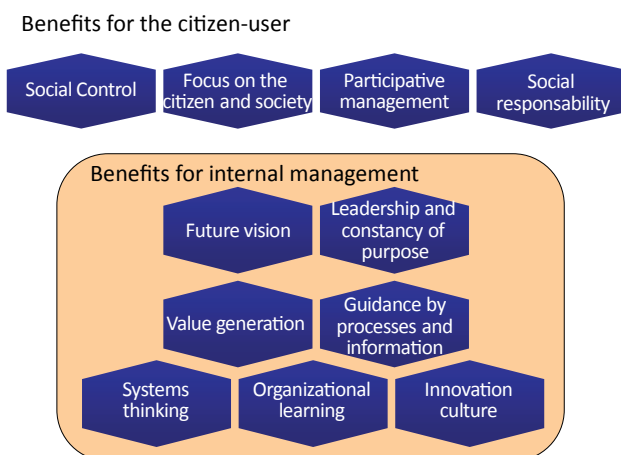 Benefits for the citizen-user
Social Control
Focus on the
citizen and society
Participative
management
Social
responsability
Benefits for internal management
Future vision
Leadership and
constancy of
purpose
Value generation
Guidance by
processes and
information
Systems
thinking
Organizational
learning
Innovation
culture